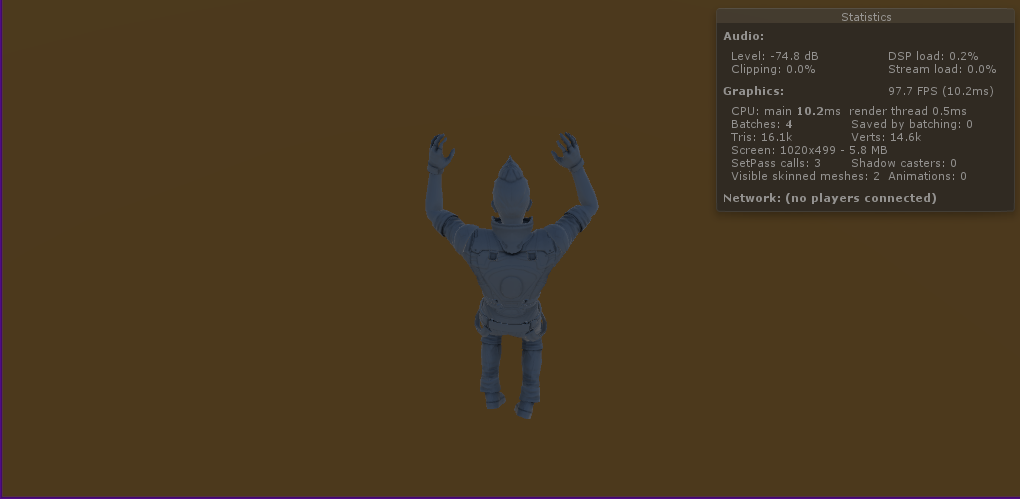 Statistics
Audio:
Level: -74.8 dB DSP load: 0.2%
Clipping: 0.0% Stream load: 0.0%
Graphics: 97.7 FPS (10.2ms)
CPU: main 10.2ms render thread 0.5ms
Batches: 4 Saved by batching: 0
Tris: 16.1k Verts: 14.6k
Screen: 1020x499 - 5.8 MB
SetPass calls: 3 Shadow casters: 0
Visible skinned meshes: 2 Animations: 0
Network: (no players connected)